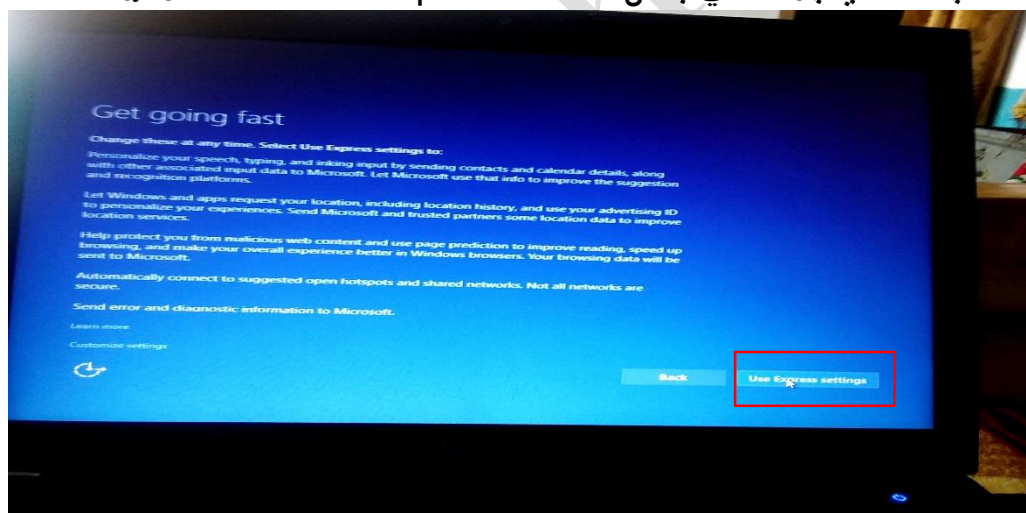 Get going fast
Change these at any time. Select Use Express settings to:
Personalize your speech, typing, and inking input by sending contacts and calendar details, along
with other associated input data to Microsoft. Let Microsoft use that info to improve the suggestion
and recognition platforms.
Let Windows and apps request your location, including location history, and use your advertising ID
to personalize your experiences. Send Microsoft and trusted partners some location data to improve
location services.
Help protect you from malicious web content and use page prediction to improve reading, speed up
browsing, and make your overall experience better in Windows browsers. Your browsing data will be
sent to Microsoft.
Automatically connect to suggested open hotspots and shared networks. Not all networks are
secure.
Send error and diagnostic information to Microsoft.
Learn more
Customize settings
Back
Use Express settings